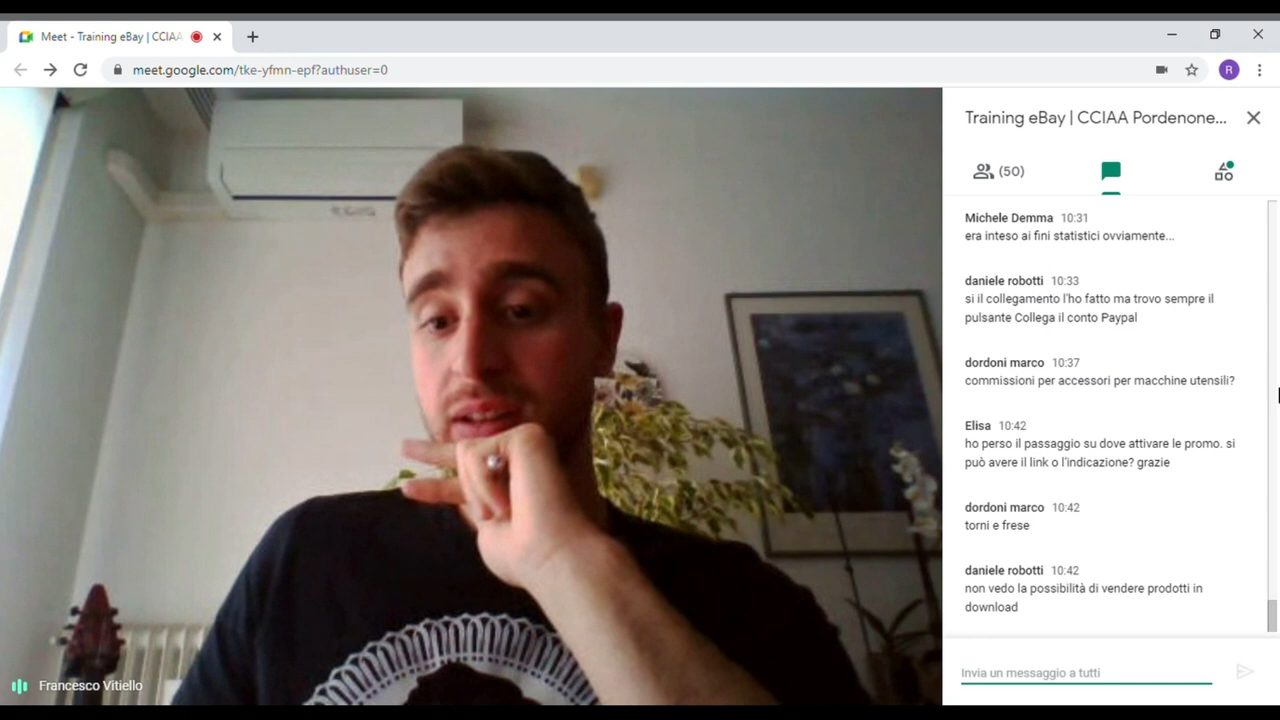 Meet - Training eBay | CCIAA
meet.google.com/tke-yfmn-epf?authuser=0
R
Training eBay | CCIAA Pordenone...
(50)
Michele Demma 10:31
era inteso ai fini statistici ovviamente...
daniele robotti 10:33
si il collegamento l'ho fatto ma trovo sempre il
pulsante Collega il conto Paypal
dordoni marco 10:37
commissioni per accessori per macchine utensili?
Elisa 10:42
ho perso il passaggio su dove attivare le promo. si
può avere il link o l'indicazione? grazie
dordoni marco 10:42
torni e frese
daniele robotti 10:42
non vedo la possibilità di vendere prodotti in
download
Invia un messaggio a tutti
Francesco Vitiello